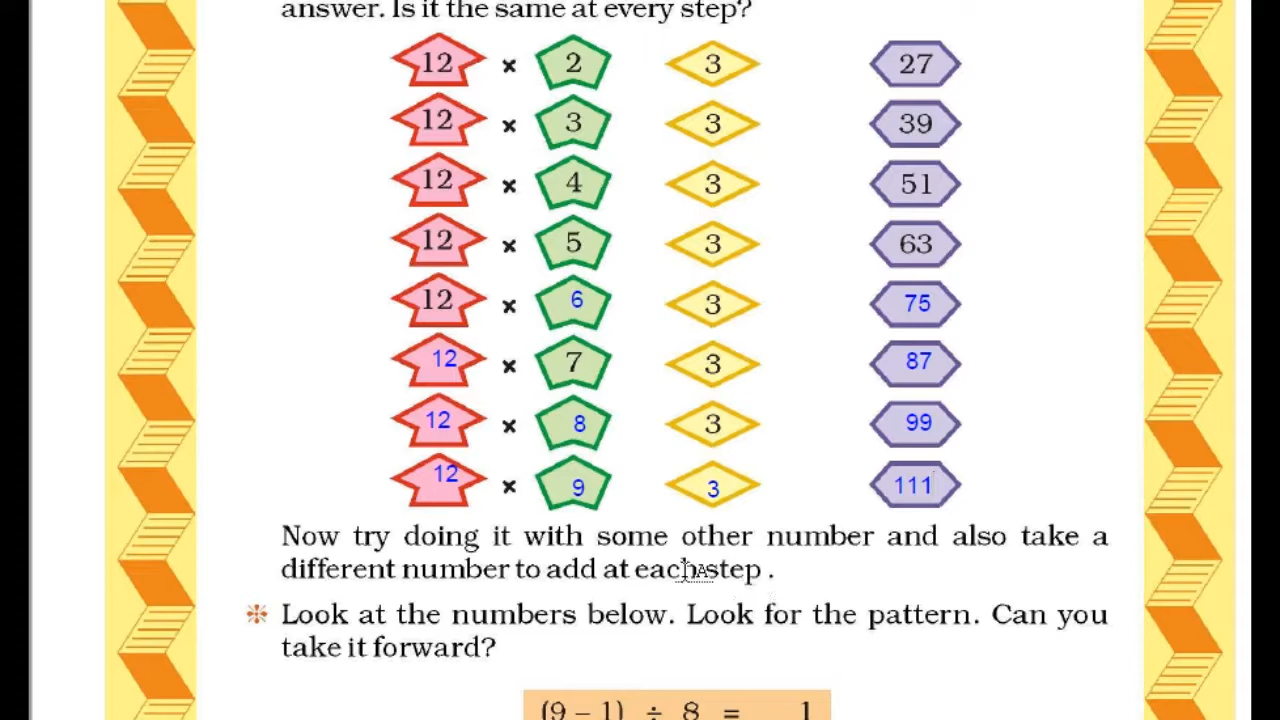 answer. Is it the same at every step?
12 × 2 3 27
12 × 3 3 39
12 × 4 3 51
12 × 5 3 63
12 × 6 3 75
12 × 7 3 87
12 × 8 3 99
12 × 9 3 111
Now try doing it with some other number and also take a
different number to add at each step .
❊ Look at the numbers below. Look for the pattern. Can you
take it forward?
(9 – 1) ÷ 8 = 1